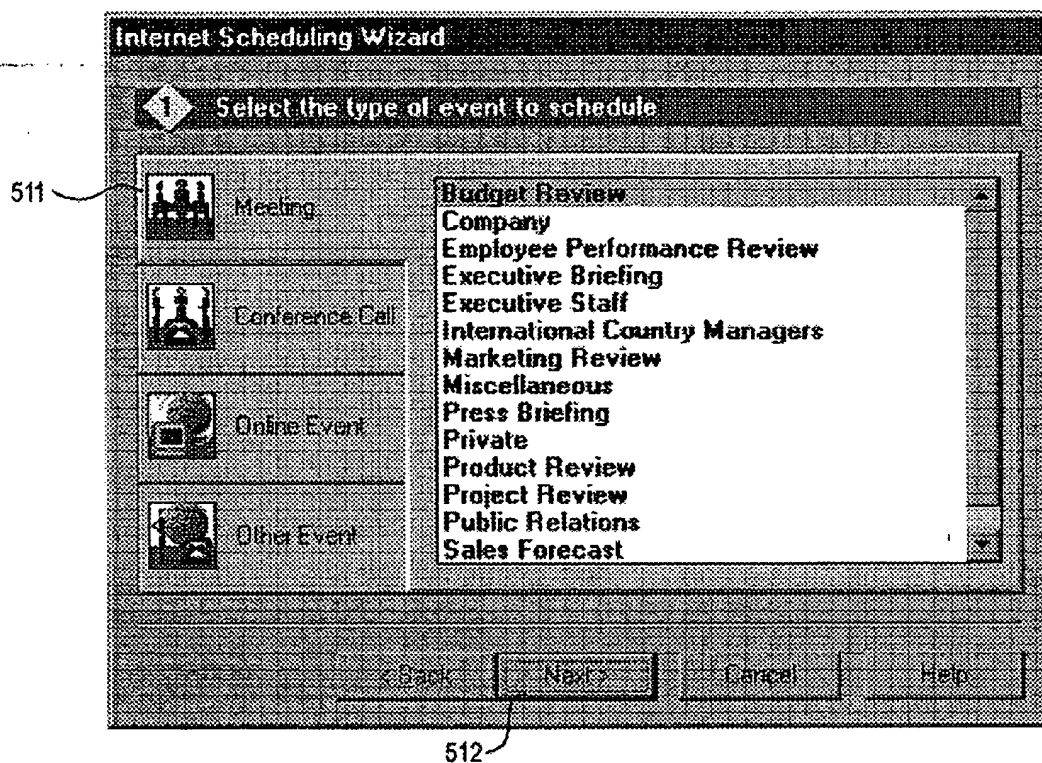 Internet Scheduling Wizard
1 Select the type of event to schedule
511
Meeting
Conference Call
Online Event
Other Event
Budget Review
Company
Employee Performance Review
Executive Briefing
Executive Staff
International Country Managers
Marketing Review
Miscellaneous
Press Briefing
Private
Product Review
Project Review
Public Relations
Sales Forecast
< Back
Next >
Cancel
Help
512